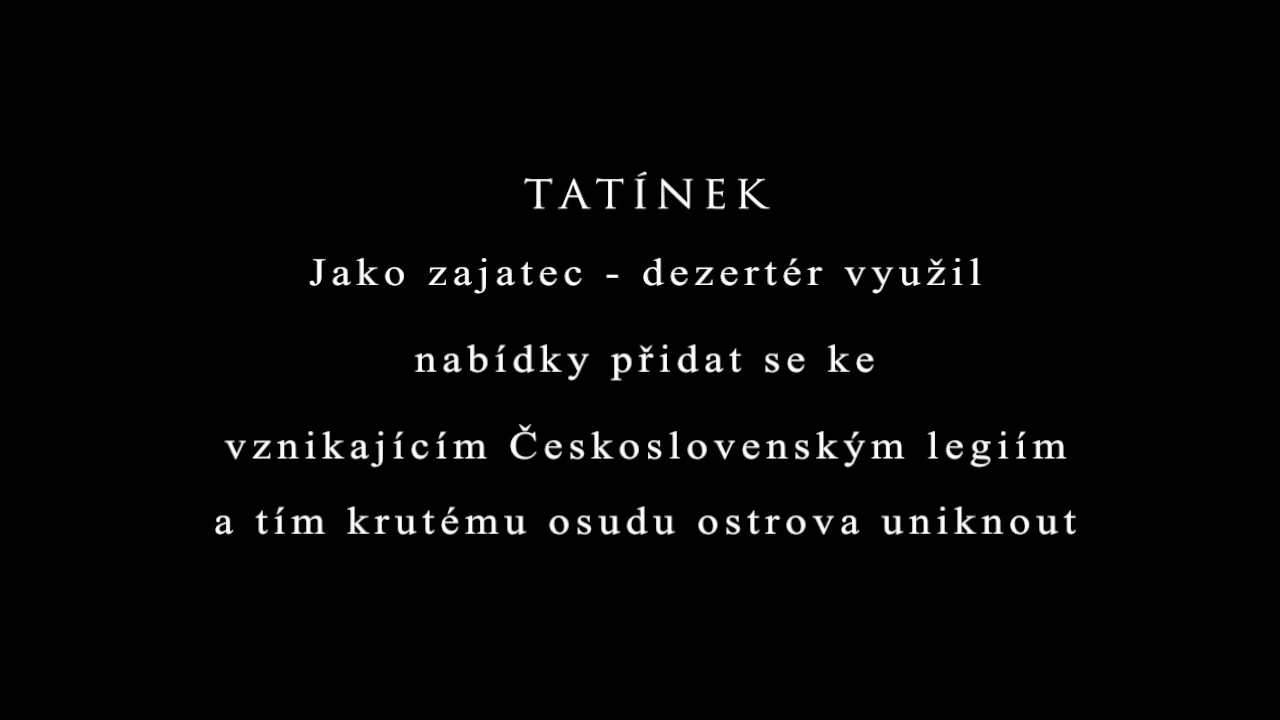 TATÍNEK
Jako zajatec - dezertér využil
nabídky přidat se ke
vznikajícím Československým legiím
a tím krutému osudu ostrova uniknout